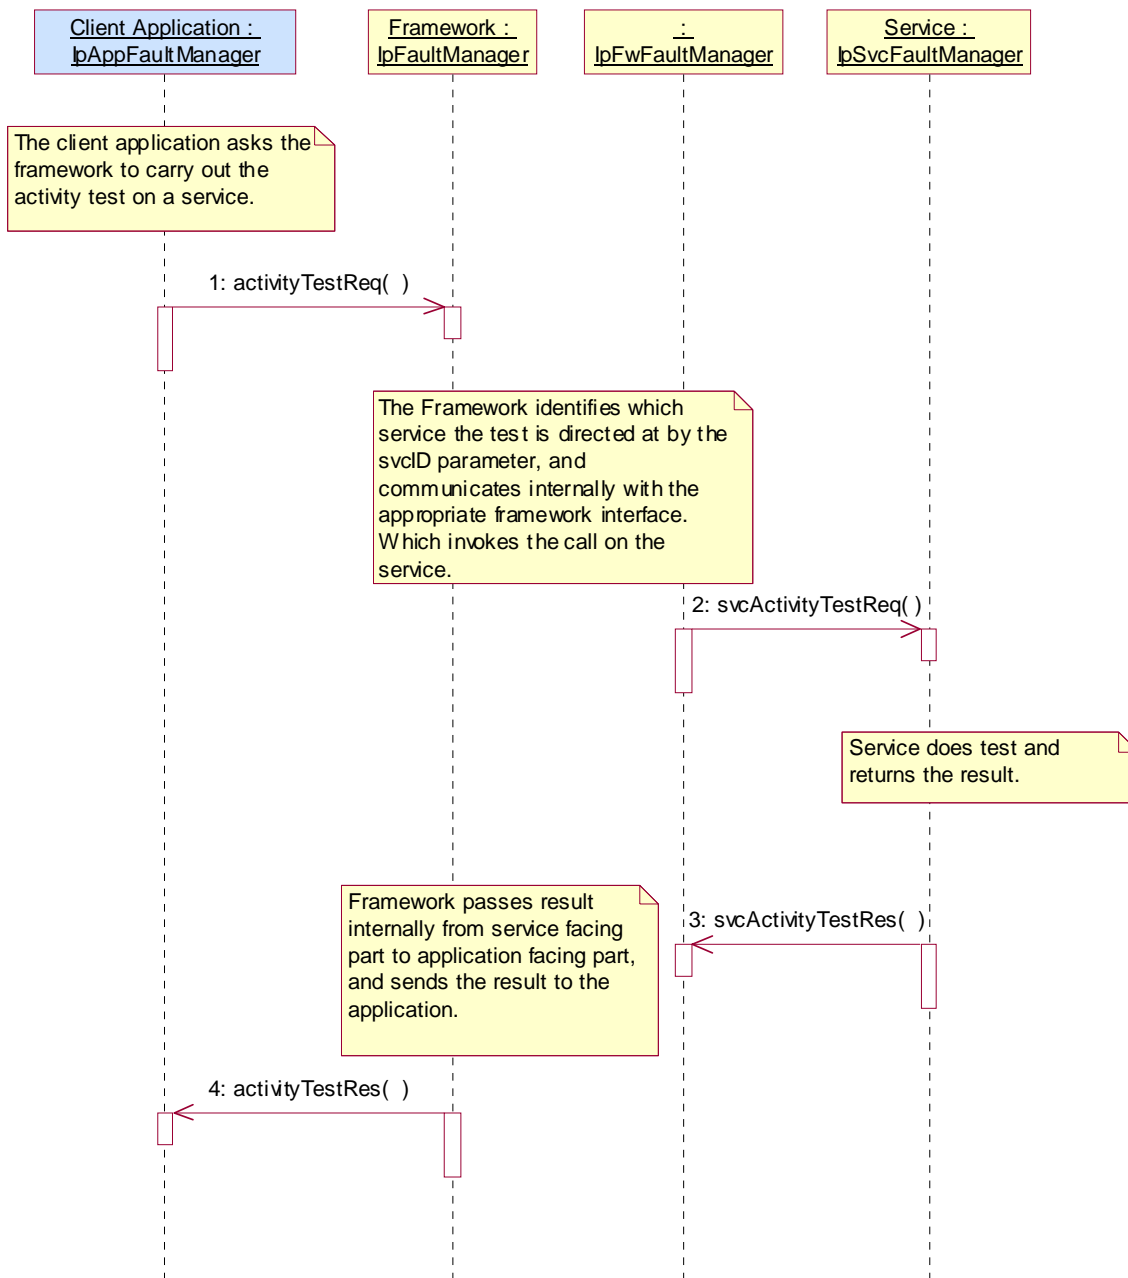 Client Application :
IpAppFaultManager
Framework :
IpFaultManager
:
IpFwFaultManager
Service :
IpSvcFaultManager
The client application asks the
framework to carry out the
activity test on a service.
1: activityTestReq(  )
The Framework identifies which
service the test is directed at by the
svcID parameter, and
communicates internally with the
appropriate framework interface.
Which invokes the call on the
service.
2: svcActivityTestReq( )
Service does test and
returns the result.
Framework passes result
internally from service facing
part to application facing part,
and sends the result to the
application.
3: svcActivityTestRes(  )
4: activityTestRes(  )